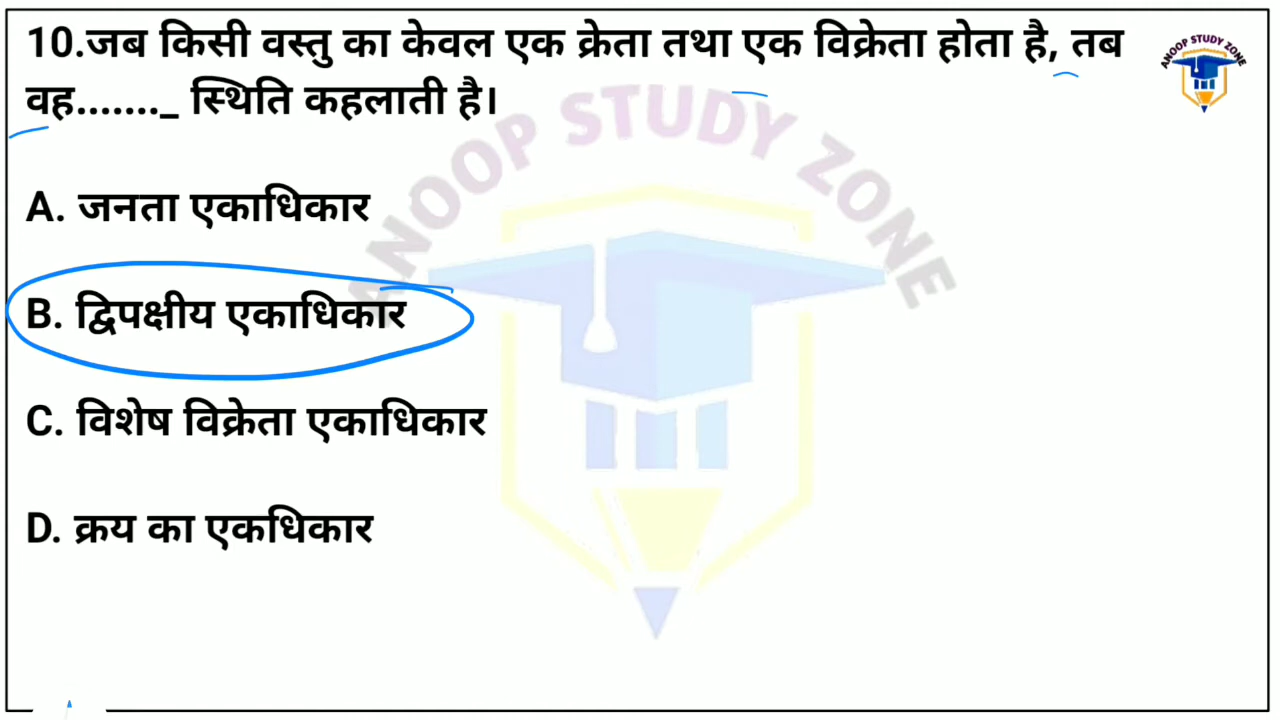 10.जब किसी वस्तु का केवल एक क्रेता तथा एक विक्रेता होता है, तब
वह......._ स्थिति कहलाती है।
ANOOP STUDY ZONE
A. जनता एकाधिकार
B. द्विपक्षीय एकाधिकार
C. विशेष विक्रेता एकाधिकार
D. क्रय का एकधिकार
ANOOP STUDY ZONE